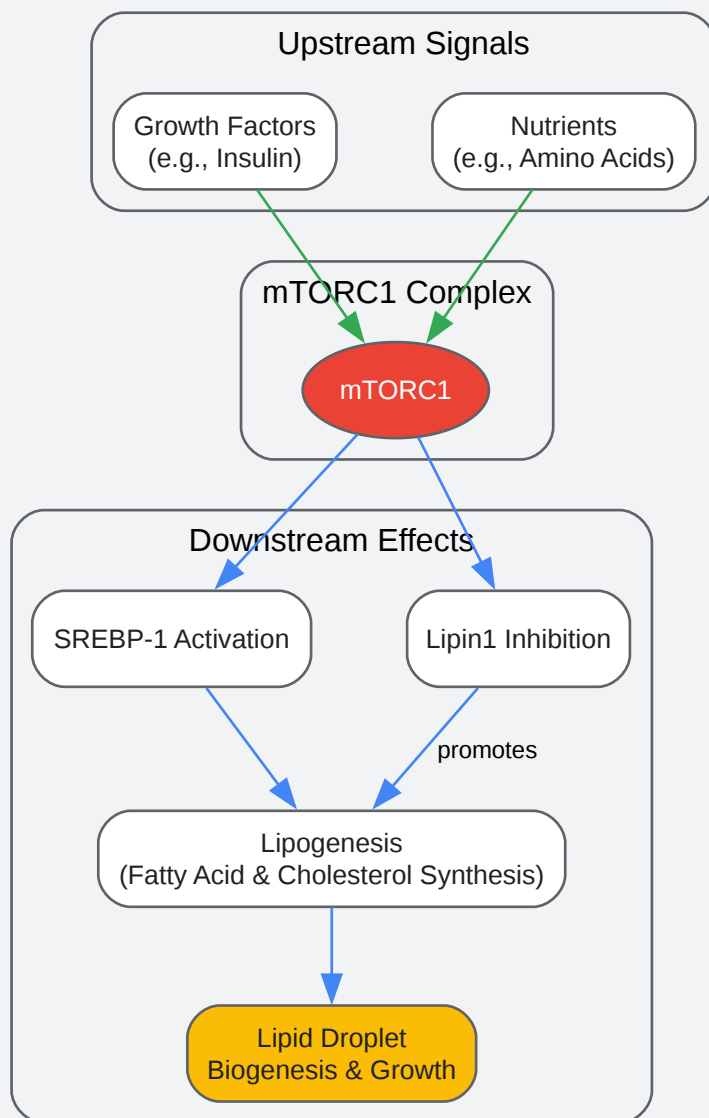 Upstream Signals
Growth Factors
(e.g., Insulin)
Nutrients
(e.g., Amino Acids)
mTORC1 Complex
mTORC1
Downstream Effects
SREBP-1 Activation
Lipin1 Inhibition
promotes
Lipogenesis
(Fatty Acid & Cholesterol Synthesis)
Lipid Droplet
Biogenesis & Growth